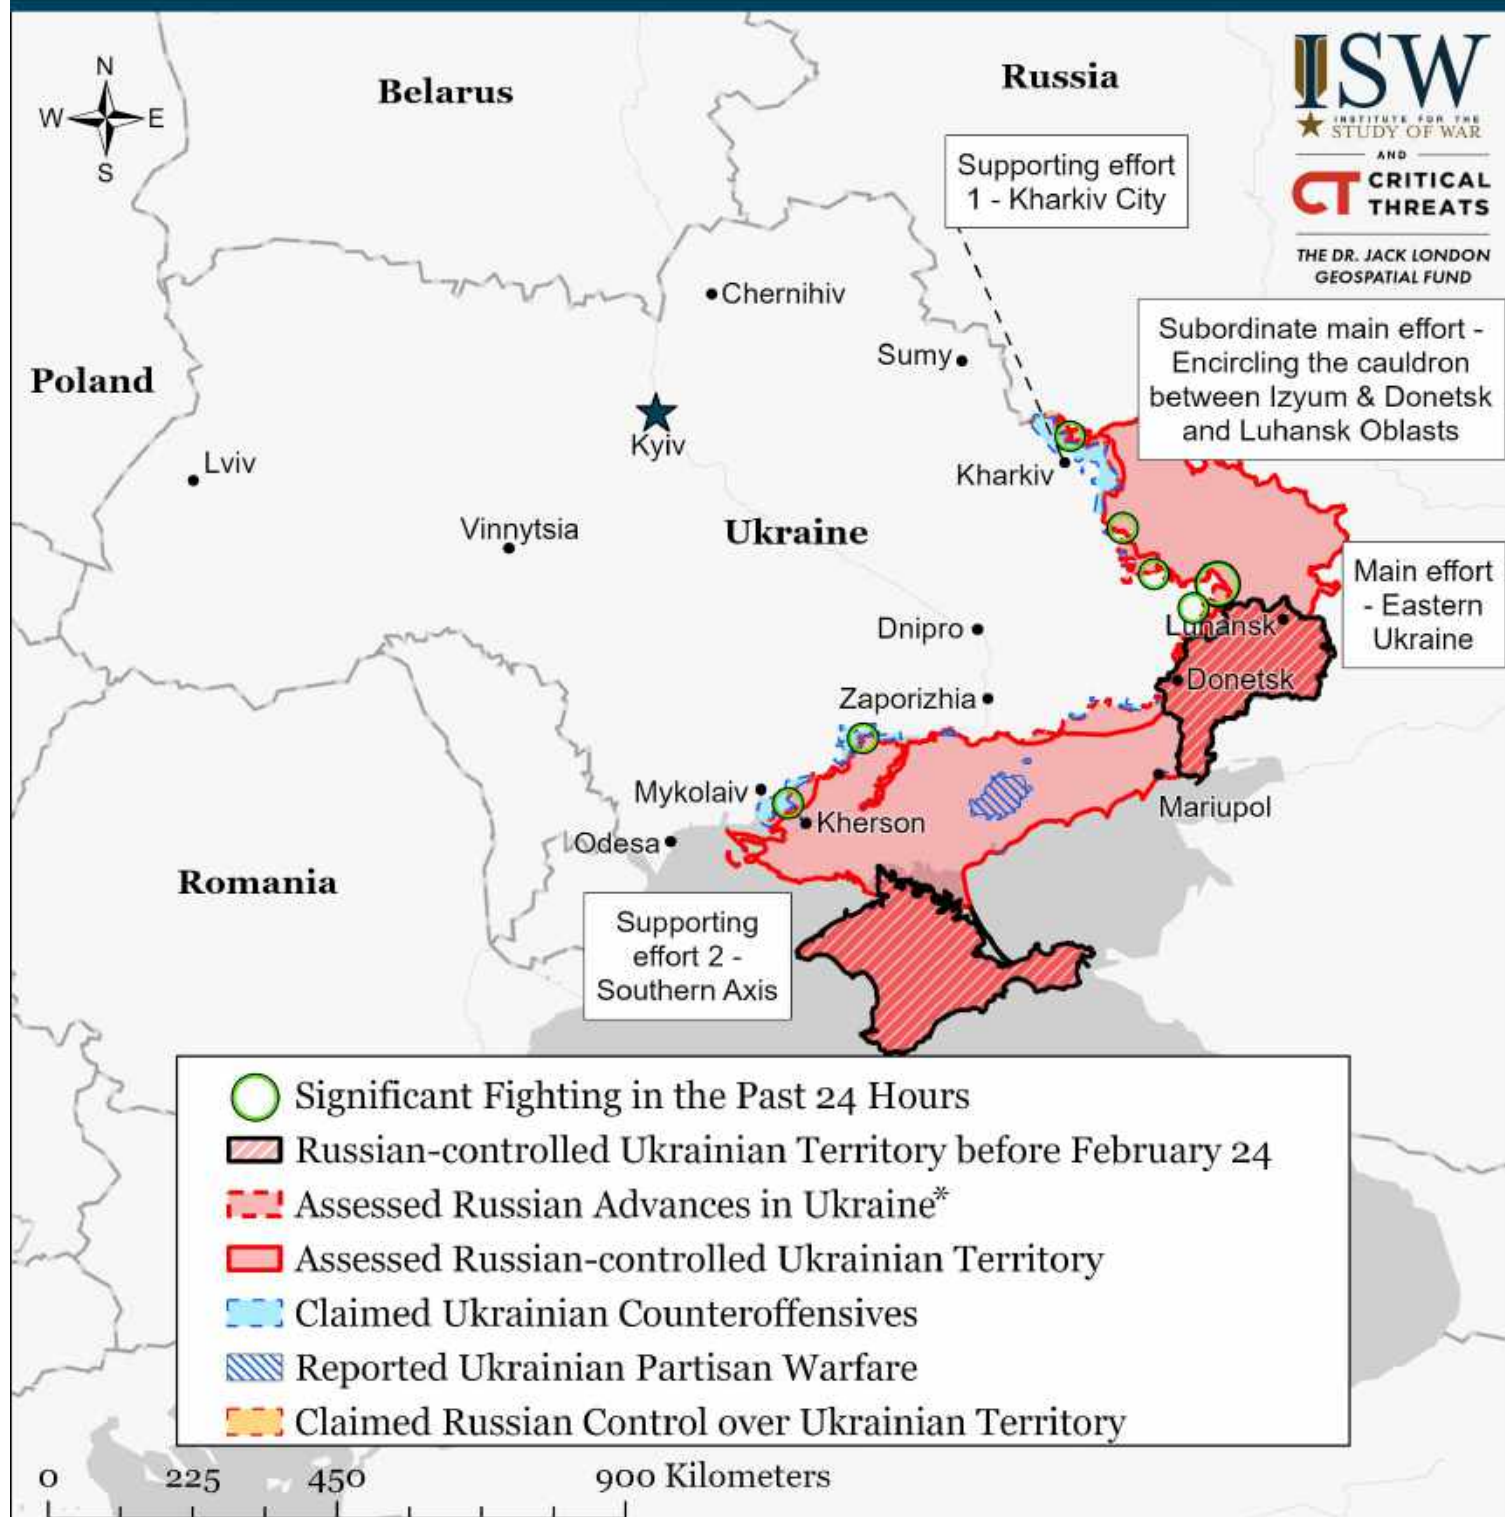 N
W
E
S
Belarus
Russia
ISW
INSTITUTE FOR THE
STUDY OF WAR
AND
CT CRITICAL
THREATS
THE DR. JACK LONDON
GEOSPATIAL FUND
Supporting effort
1 - Kharkiv City
Chernihiv
Subordinate main effort -
Encircling the cauldron
between Izyum & Donetsk
and Luhansk Oblasts
Sumy
Poland
Kyiv
Lviv
Kharkiv
Vinnytsia
Ukraine
Main effort
- Eastern
Ukraine
Dnipro
Luhansk
Donetsk
Zaporizhia
Mykolaiv
Mariupol
Kherson
Odesa
Romania
Supporting
effort 2 -
Southern Axis
Significant Fighting in the Past 24 Hours
Russian-controlled Ukrainian Territory before February 24
Assessed Russian Advances in Ukraine*
Assessed Russian-controlled Ukrainian Territory
Claimed Ukrainian Counteroffensives
Reported Ukrainian Partisan Warfare
Claimed Russian Control over Ukrainian Territory
0 225 450 900 Kilometers